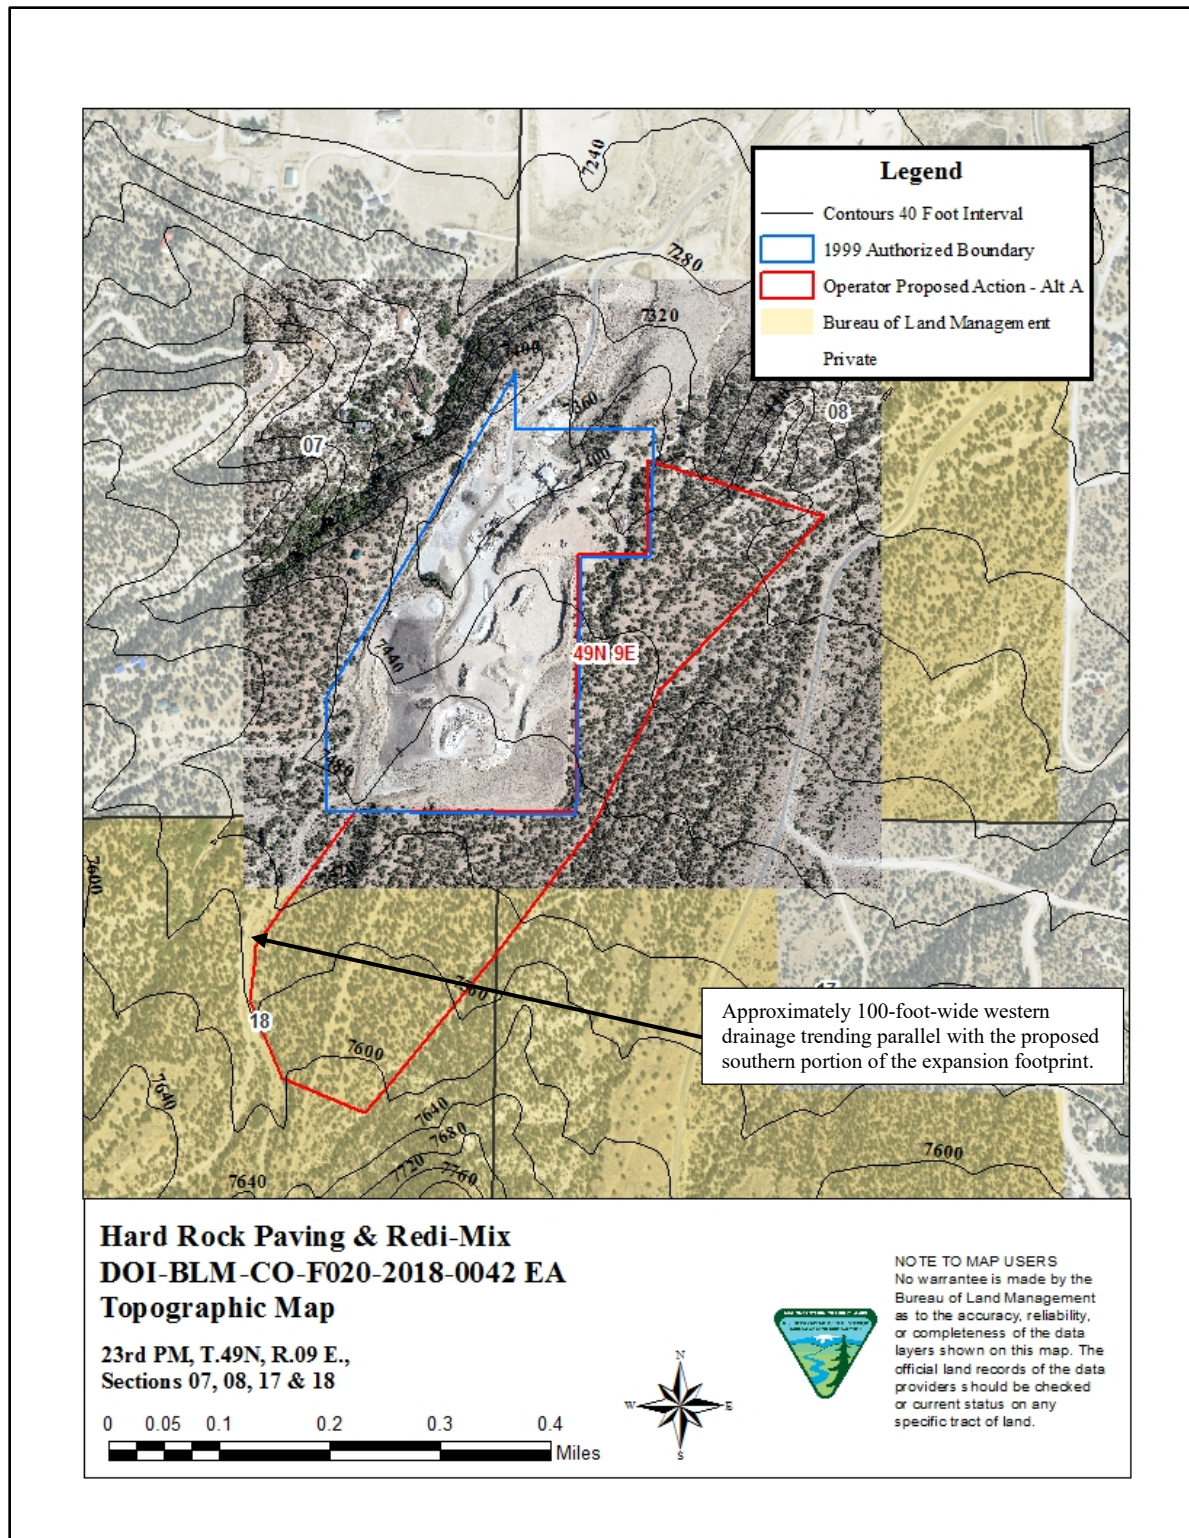 7240
Legend
Contours 40 Foot Interval
1999 Authorized Boundary
Operator Proposed Action - Alt A
Bureau of Land Management
Private
7280
7320
7400
7360
08
07
7400
49N 9E
7440
7480
7600
7560
17
Approximately 100-foot-wide western
drainage trending parallel with the proposed
southern portion of the expansion footprint.
18
7600
7640
7640
7680
7720
7760
7640
7600
Hard Rock Paving & Redi-Mix
DOI-BLM-CO-F020-2018-0042 EA
Topographic Map
23rd PM, T.49N, R.09 E.,
Sections 07, 08, 17 & 18
0 0.05 0.1 0.2 0.3 0.4
Miles
N
W E
S
NOTE TO MAP USERS
No warrantee is made by the
Bureau of Land Management
as to the accuracy, reliability,
or completeness of the data
layers shown on this map. The
official land records of the data
providers should be checked
or current status on any
specific tract of land.